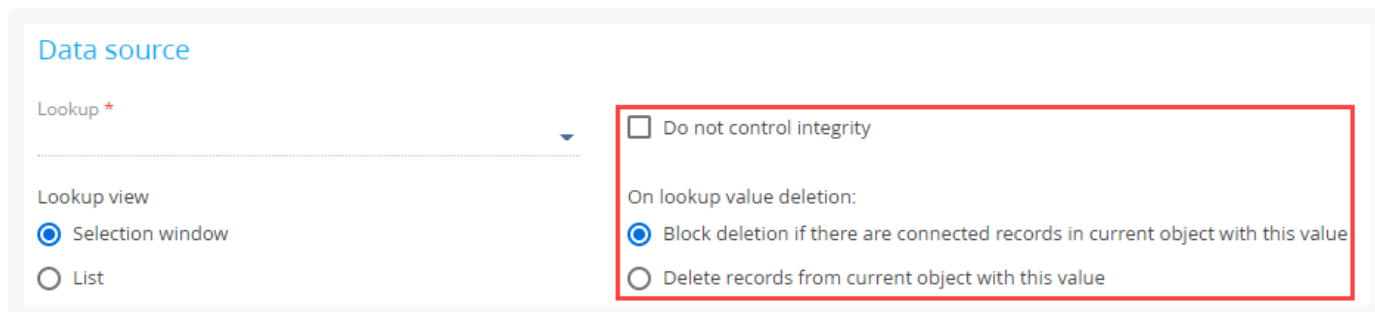 Data source
Lookup *
Do not control integrity
Lookup view
On lookup value deletion:
Selection window
Block deletion if there are connected records in current object with this value
List
Delete records from current object with this value